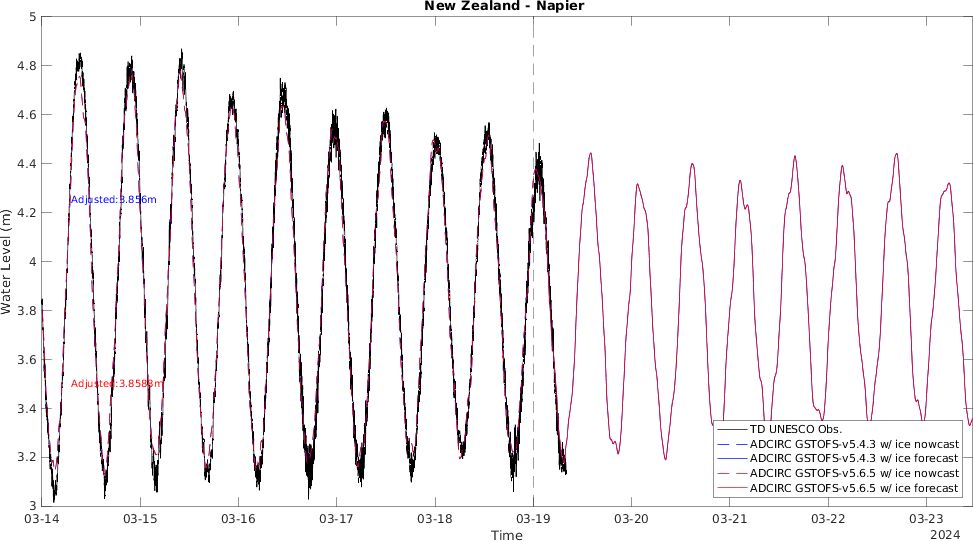 New Zealand - Napier
5
4.8
4.6
4.4
4.2
4
3.8
3.6
3.4
3.2
3
Water Level (m)
Adjusted:3.856m
Adjusted:3.8583m
TD UNESCO Obs.
ADCIRC GSTOFS-v5.4.3 w/ ice nowcast
ADCIRC GSTOFS-v5.4.3 w/ ice forecast
ADCIRC GSTOFS-v5.6.5 w/ ice nowcast
ADCIRC GSTOFS-v5.6.5 w/ ice forecast
03-14 03-15 03-16 03-17 03-18 03-19 03-20 03-21 03-22 03-23
Time
2024